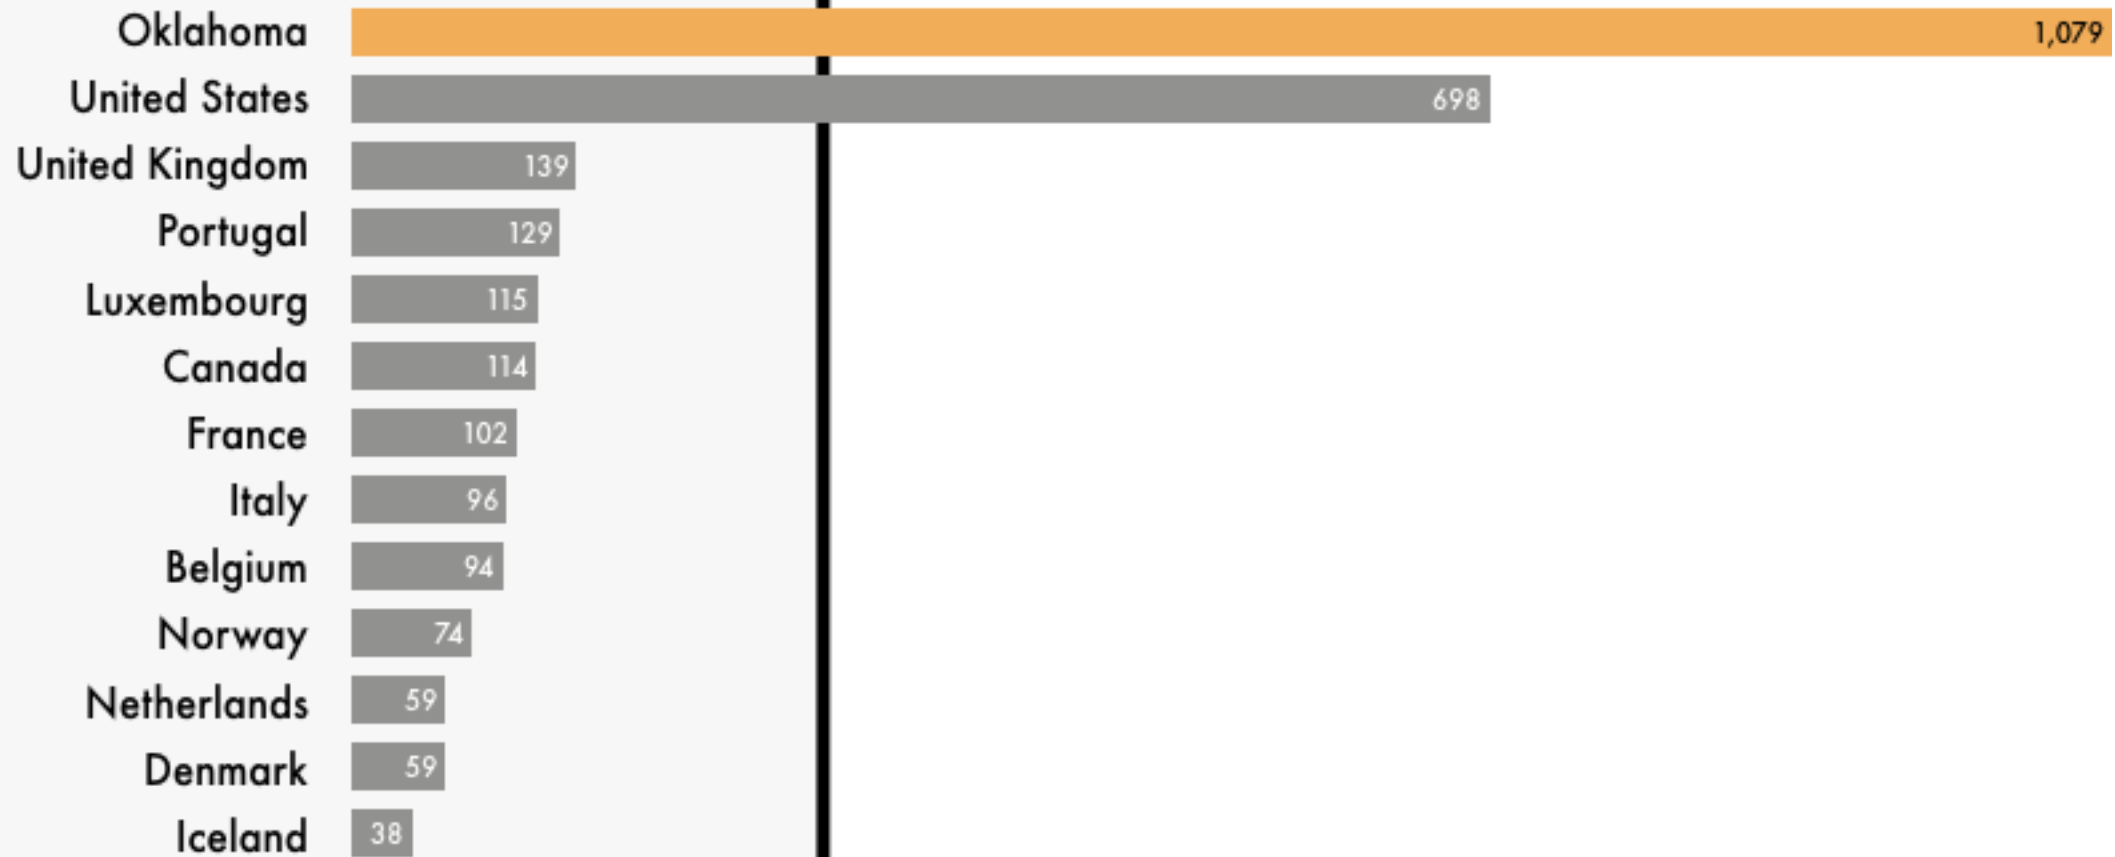 Oklahoma 1,079
United States 698
United Kingdom 139
Portugal 129
Luxembourg 115
Canada 114
France 102
Italy 96
Belgium 94
Norway 74
Netherlands 59
Denmark 59
Iceland 38